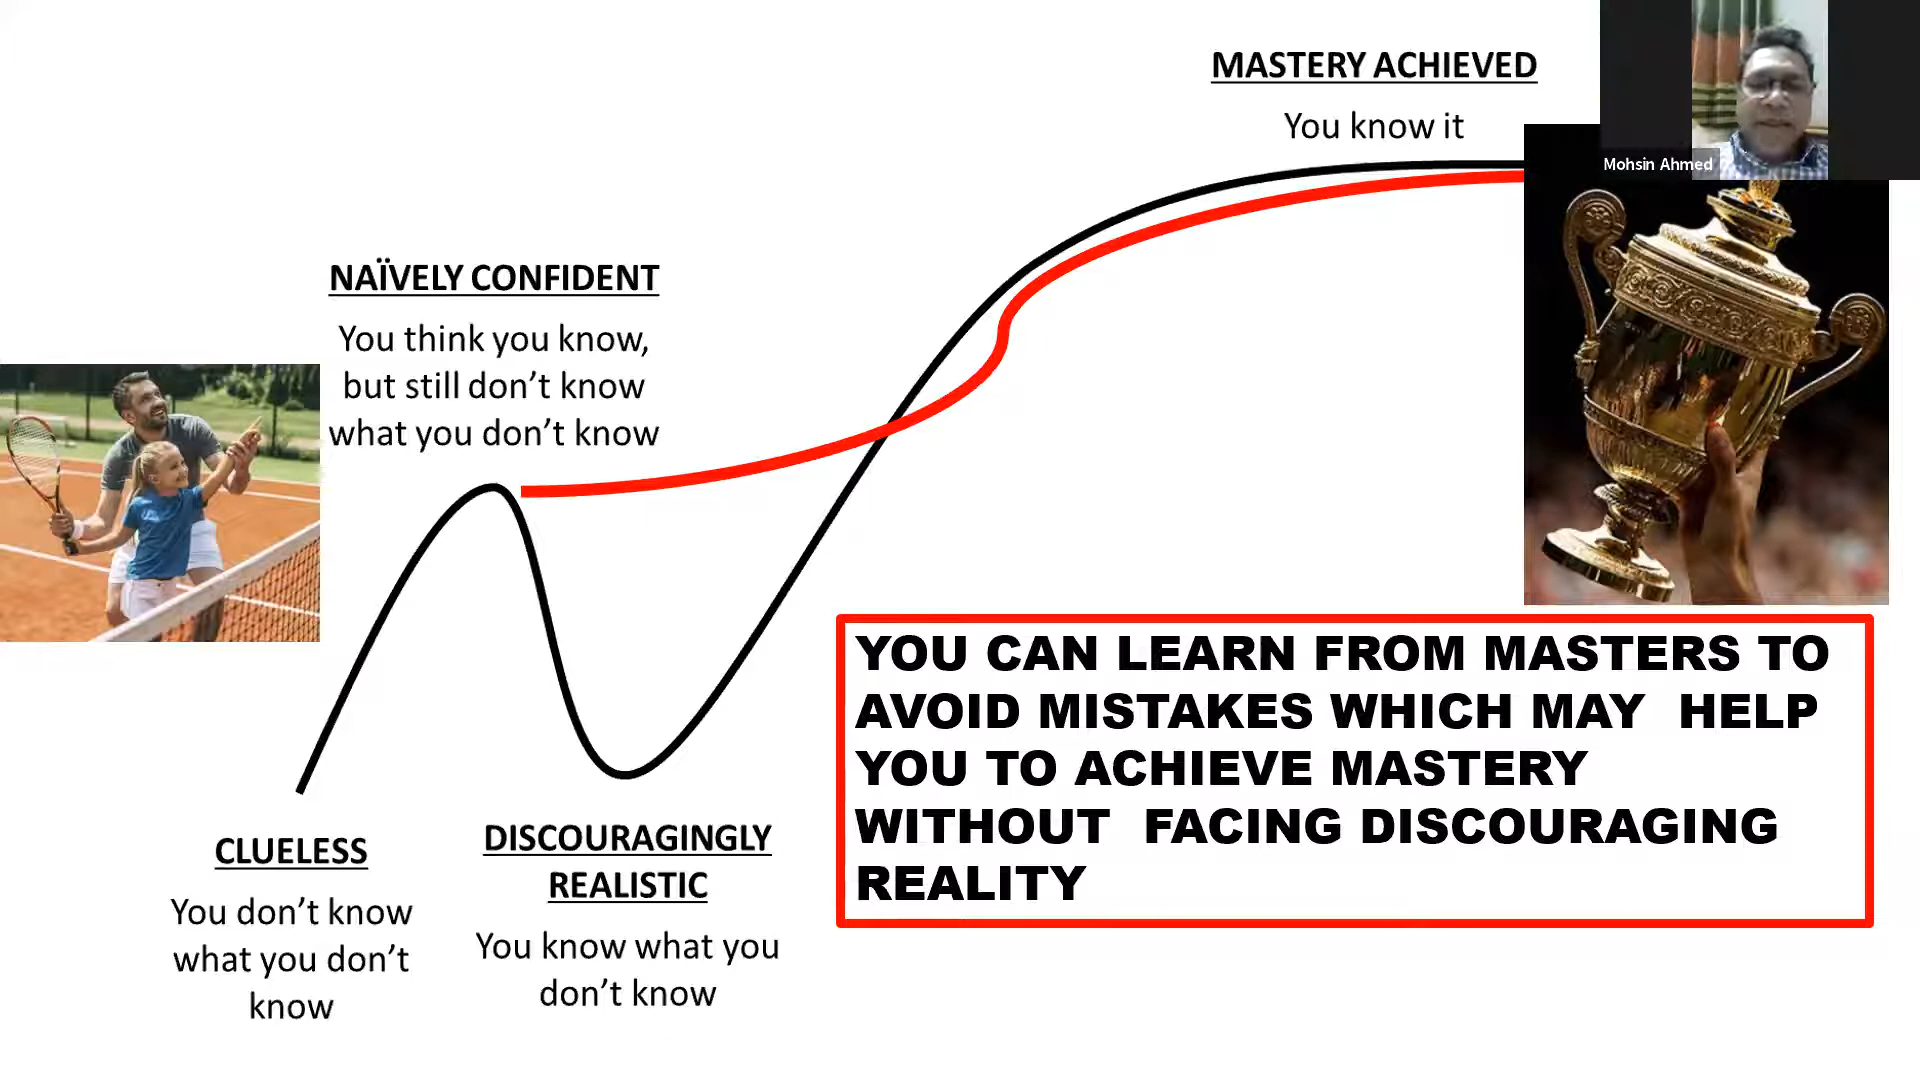 MASTERY ACHIEVED
You know it
Mohsin Ahmed
NAÏVELY CONFIDENT
You think you know,
but still don’t know
what you don’t know
YOU CAN LEARN FROM MASTERS TO
AVOID MISTAKES WHICH MAY HELP
YOU TO ACHIEVE MASTERY
WITHOUT FACING DISCOURAGING
REALITY
CLUELESS
You don’t know
what you don’t
know
DISCOURAGINGLY
REALISTIC
You know what you
don’t know